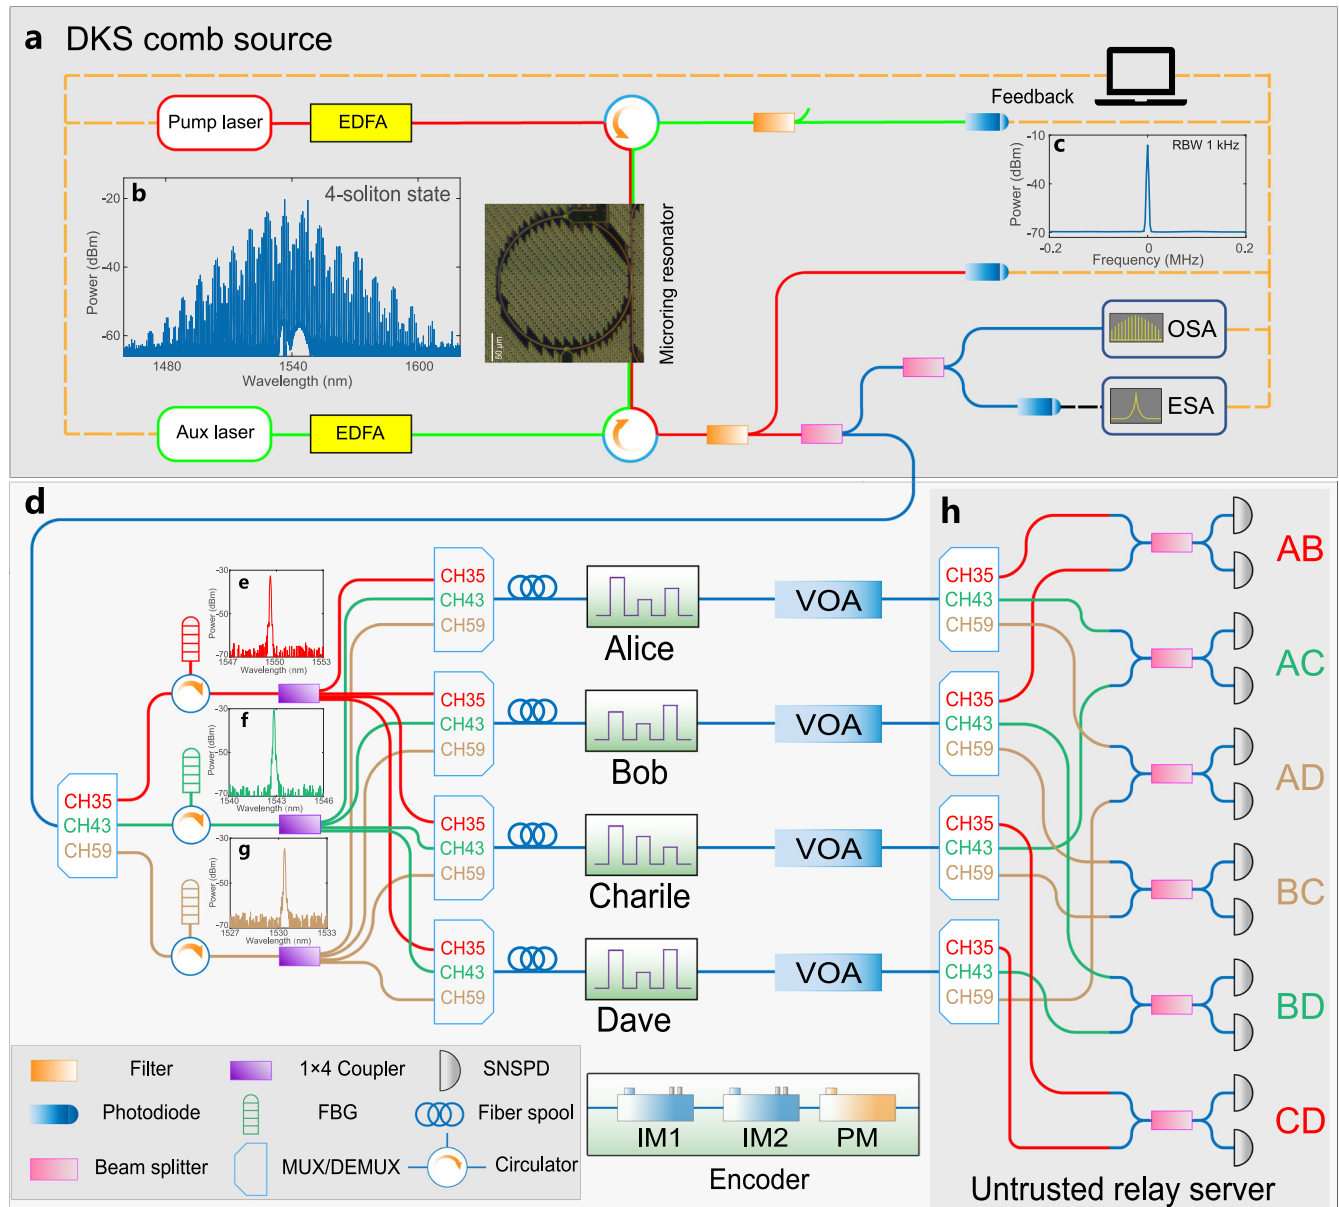 a DKS comb source
Pump laser
EDFA
Feedback
b
4-soliton state
-20
-40
-60
Power (dBm)
1480
1540
1600
Wavelength (nm)
50 μm
Microring resonator
c
RBW 1 kHz
-10
-40
-70
Power (dBm)
-0.2
0
0.2
Frequency (MHz)
OSA
ESA
Aux laser
EDFA
d
CH35
CH43
CH59
e
-30
-50
-70
Power (dBm)
1547
1550
1553
Wavelength (nm)
f
-30
-50
-70
Power (dBm)
1540
1543
1546
Wavelength (nm)
g
-30
-50
-70
Power (dBm)
1527
1530
1533
Wavelength (nm)
CH35
CH43
CH59
Alice
VOA
CH35
CH43
CH59
Bob
VOA
CH35
CH43
CH59
Charile
VOA
CH35
CH43
CH59
Dave
VOA
h
CH35
CH43
CH59
CH35
CH43
CH59
CH35
CH43
CH59
CH35
CH43
CH59
AB
AC
AD
BC
BD
CD
Untrusted relay server
Filter
1×4 Coupler
SNSPD
Photodiode
FBG
Fiber spool
Beam splitter
MUX/DEMUX
Circulator
IM1
IM2
PM
Encoder